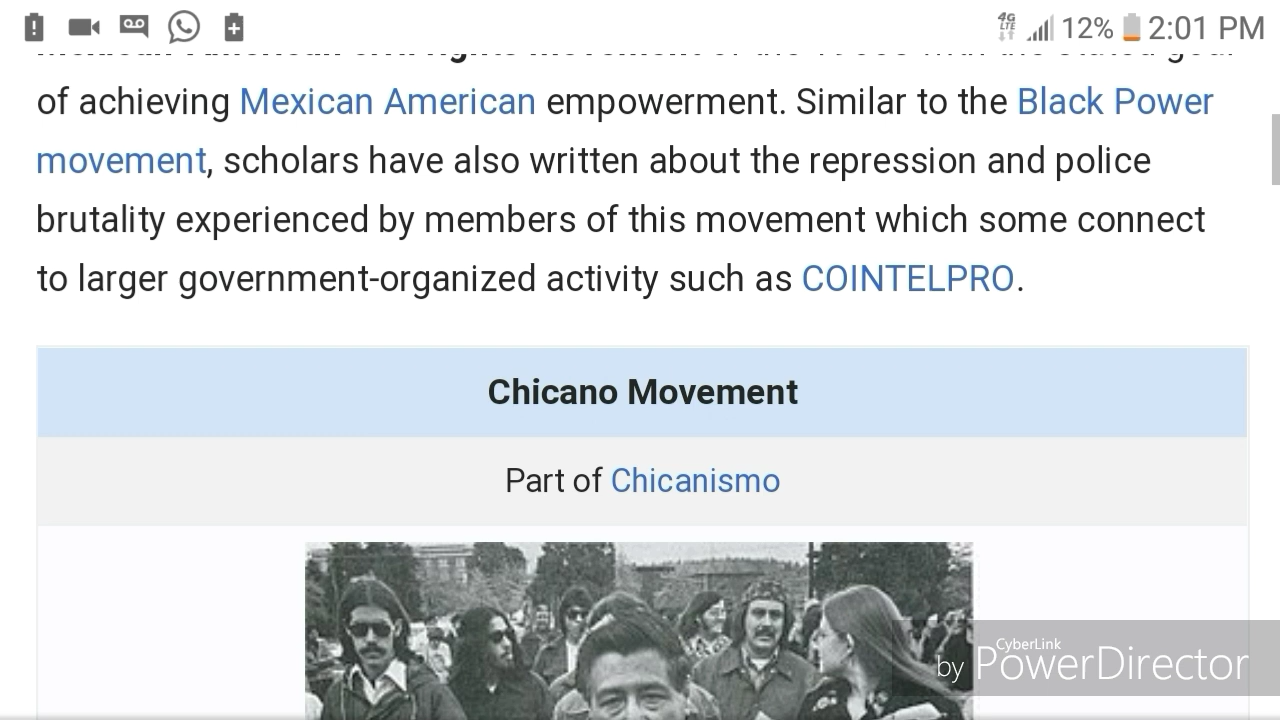 4G
LTE
12%
2:01 PM
of achieving Mexican American empowerment. Similar to the Black Power
movement, scholars have also written about the repression and police
brutality experienced by members of this movement which some connect
to larger government-organized activity such as COINTELPRO.
Chicano Movement
Part of Chicanismo
CyberLink
by PowerDirector